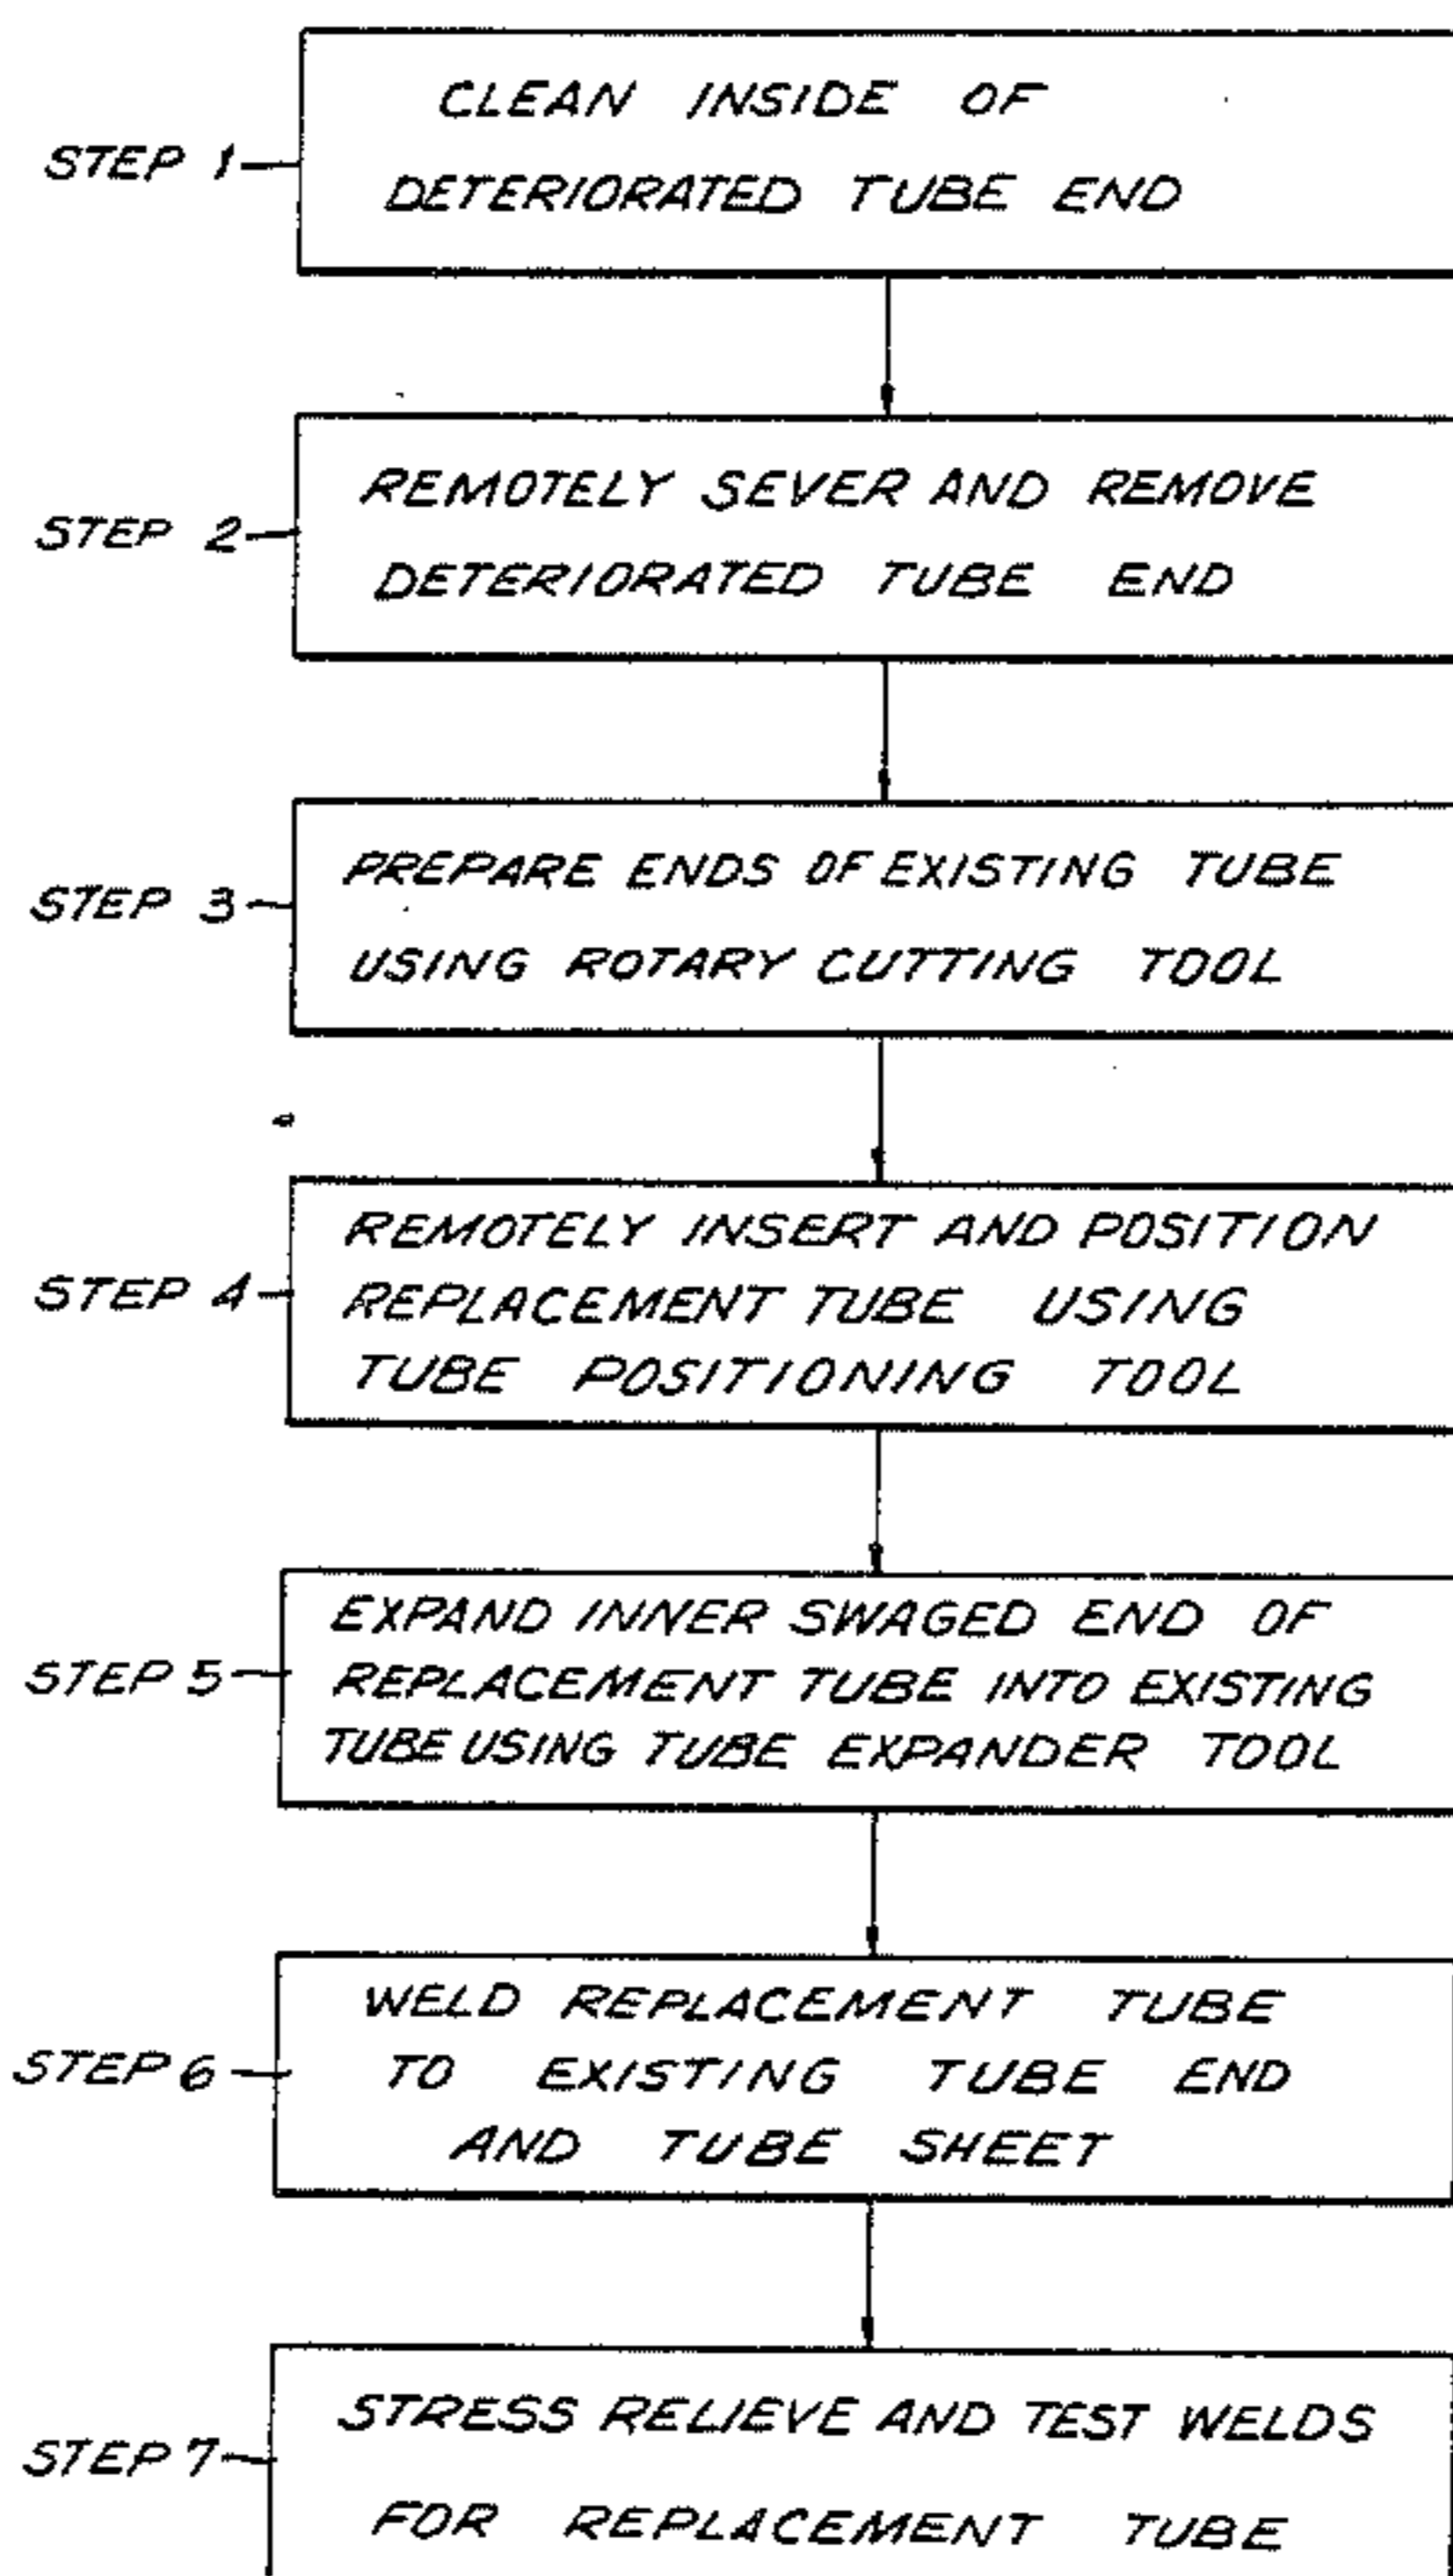 CLEAN INSIDE OF
STEP 1
DETERIORATED TUBE END
REMOTELY SEVER AND REMOVE
STEP 2
DETERIORATED TUBE END
PREPARE ENDS OF EXISTING TUBE
STEP 3
USING ROTARY CUTTING TOOL
REMOTELY INSERT AND POSITION
STEP 4
REPLACEMENT TUBE USING
TUBE POSITIONING TOOL
EXPAND INNER SWAGED END OF
STEP 5
REPLACEMENT TUBE INTO EXISTING
TUBE USING TUBE EXPANDER TOOL
WELD REPLACEMENT TUBE
STEP 6
TO EXISTING TUBE END
AND TUBE SHEET
STRESS RELIEVE AND TEST WELDS
STEP 7
FOR REPLACEMENT TUBE